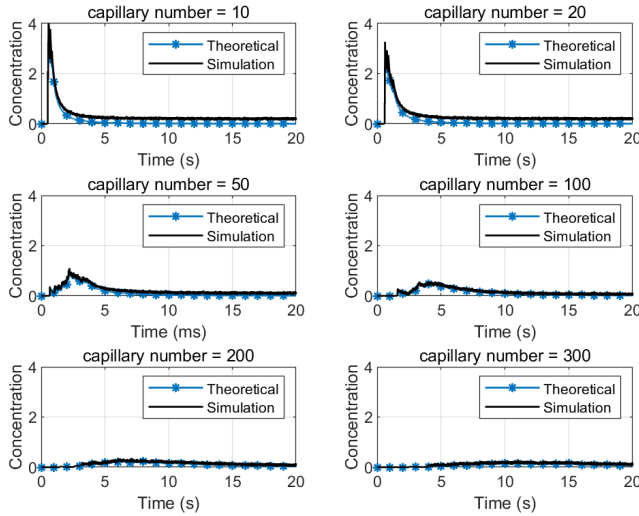 capillary number = 10
4
2
0
Concentration
Theoretical
Simulation
0 5 10 15 20
Time (s)
capillary number = 20
4
2
0
Concentration
Theoretical
Simulation
0 5 10 15 20
Time (s)
capillary number = 50
4
2
0
Concentration
Theoretical
Simulation
0 5 10 15 20
Time (ms)
capillary number = 100
4
2
0
Concentration
Theoretical
Simulation
0 5 10 15 20
Time (s)
capillary number = 200
4
2
0
Concentration
Theoretical
Simulation
0 5 10 15 20
Time (s)
capillary number = 300
4
2
0
Concentration
Theoretical
Simulation
0 5 10 15 20
Time (s)